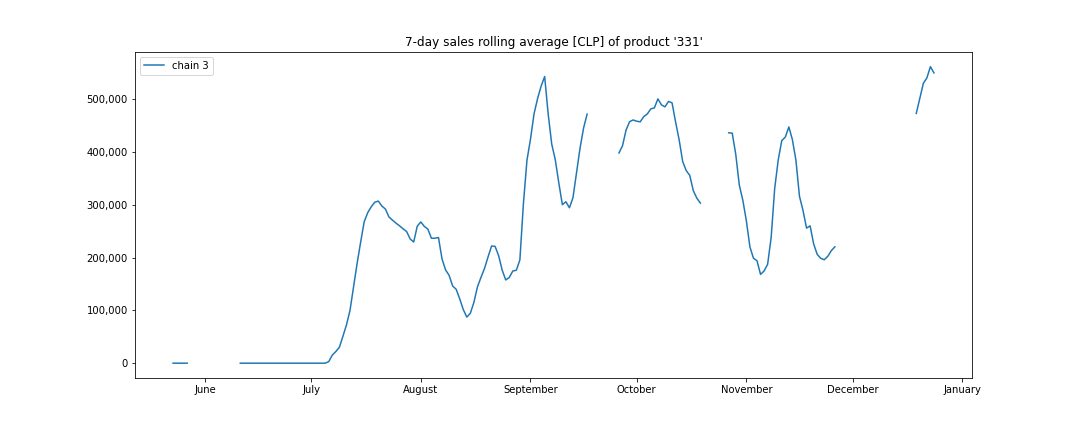 7-day sales rolling average [CLP] of product '331'
chain 3
500,000
400,000
300,000
200,000
100,000
0
June July August September October November December January